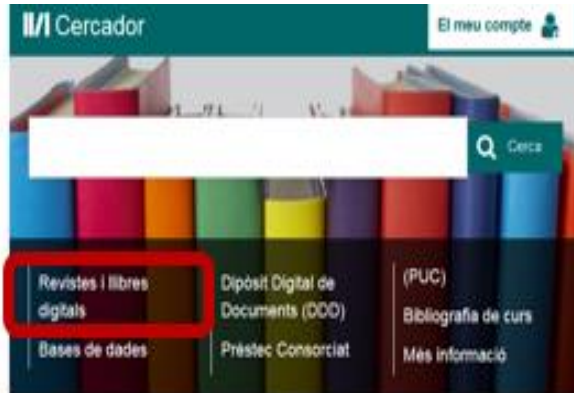 Cercador
El meu compte
Cerca
Revistes i llibres
digitals
Bases de dades
Dipòsit Digital de
Documents (DDD)
Préstec Consorciat
(PUC)
Bibliografia de curs
Més informació